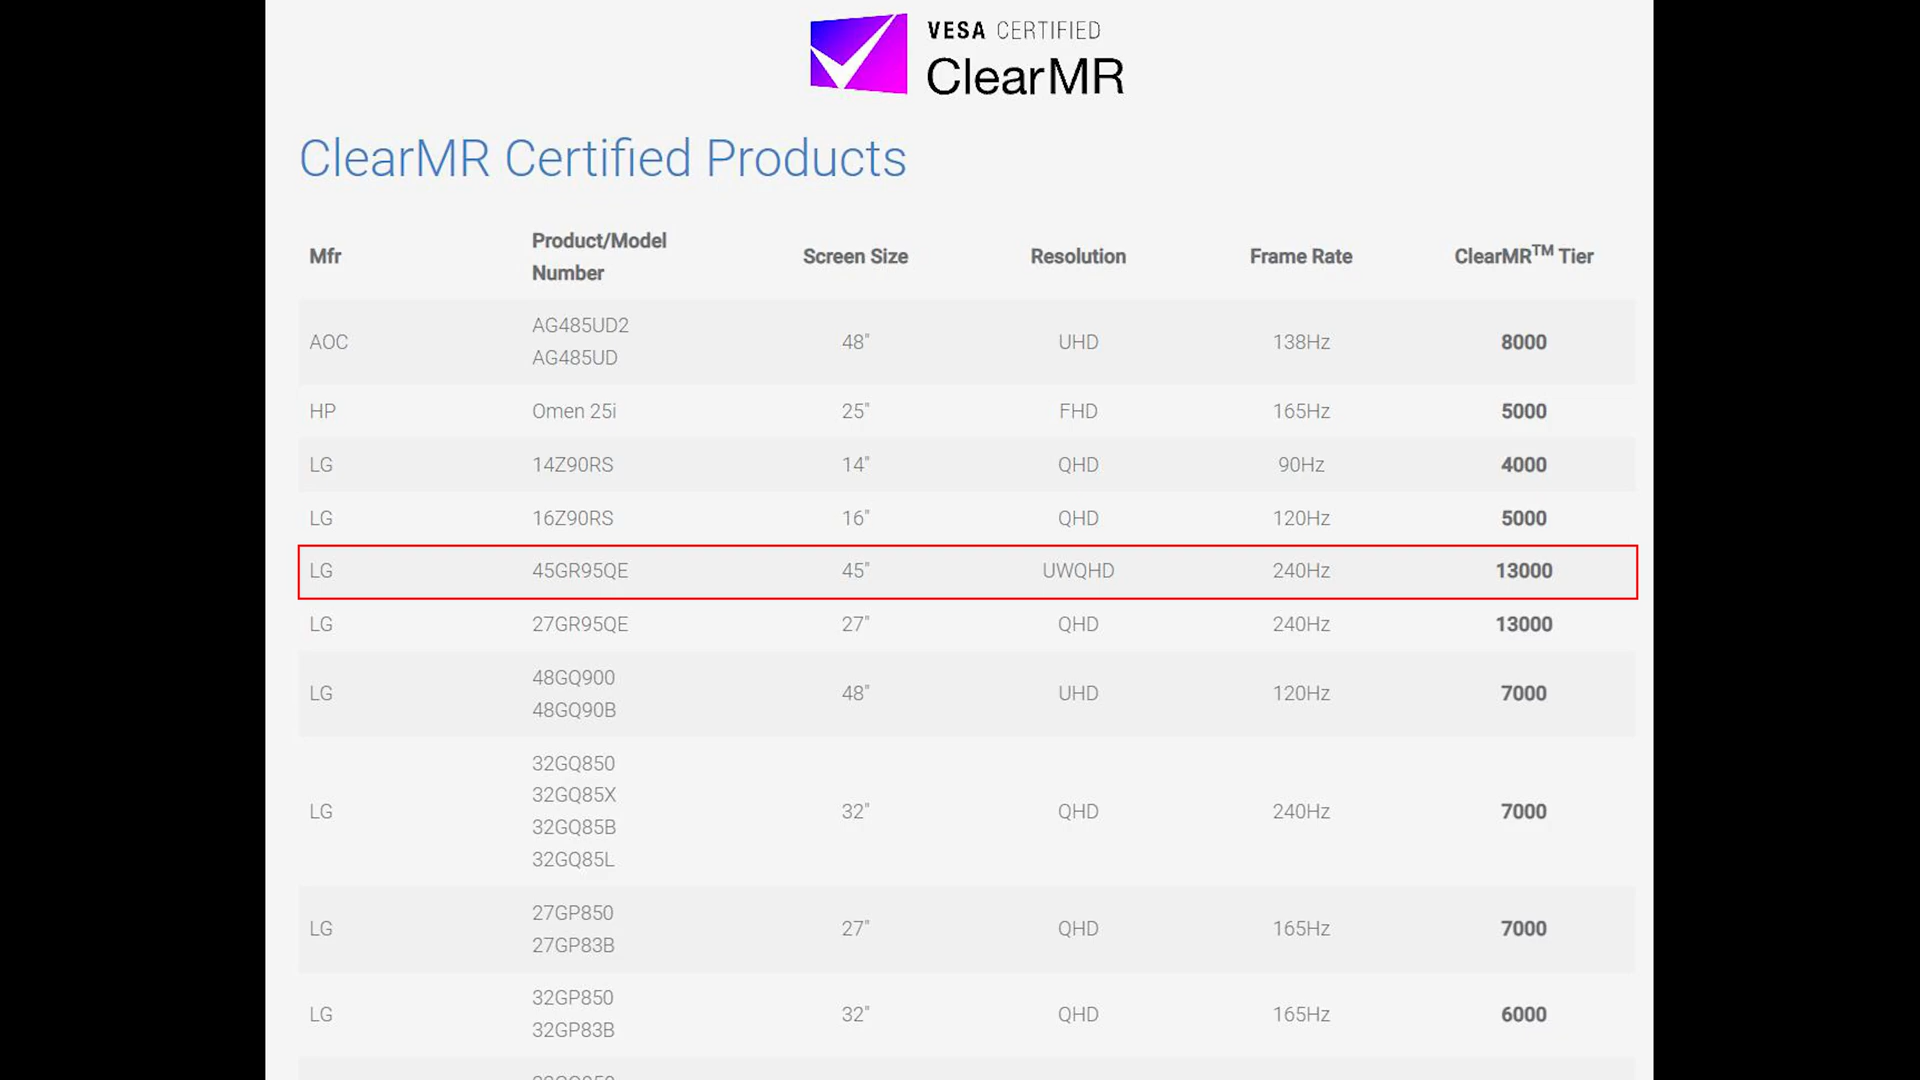 VESA CERTIFIED
ClearMR
ClearMR Certified Products
Mfr Product/Model Number Screen Size Resolution Frame Rate ClearMR™ Tier
AOC AG485UD2 48" UHD 138Hz 8000
AG485UD
HP Omen 25i 25" FHD 165Hz 5000
LG 14Z90RS 14" QHD 90Hz 4000
LG 16Z90RS 16" QHD 120Hz 5000
LG 45GR95QE 45" UWQHD 240Hz 13000
LG 27GR95QE 27" QHD 240Hz 13000
LG 48GQ900 48" UHD 120Hz 7000
48GQ90B
LG 32GQ850 32" QHD 240Hz 7000
32GQ85X
32GQ85B
32GQ85L
LG 27GP850 27" QHD 165Hz 7000
27GP83B
LG 32GP850 32" QHD 165Hz 6000
32GP83B